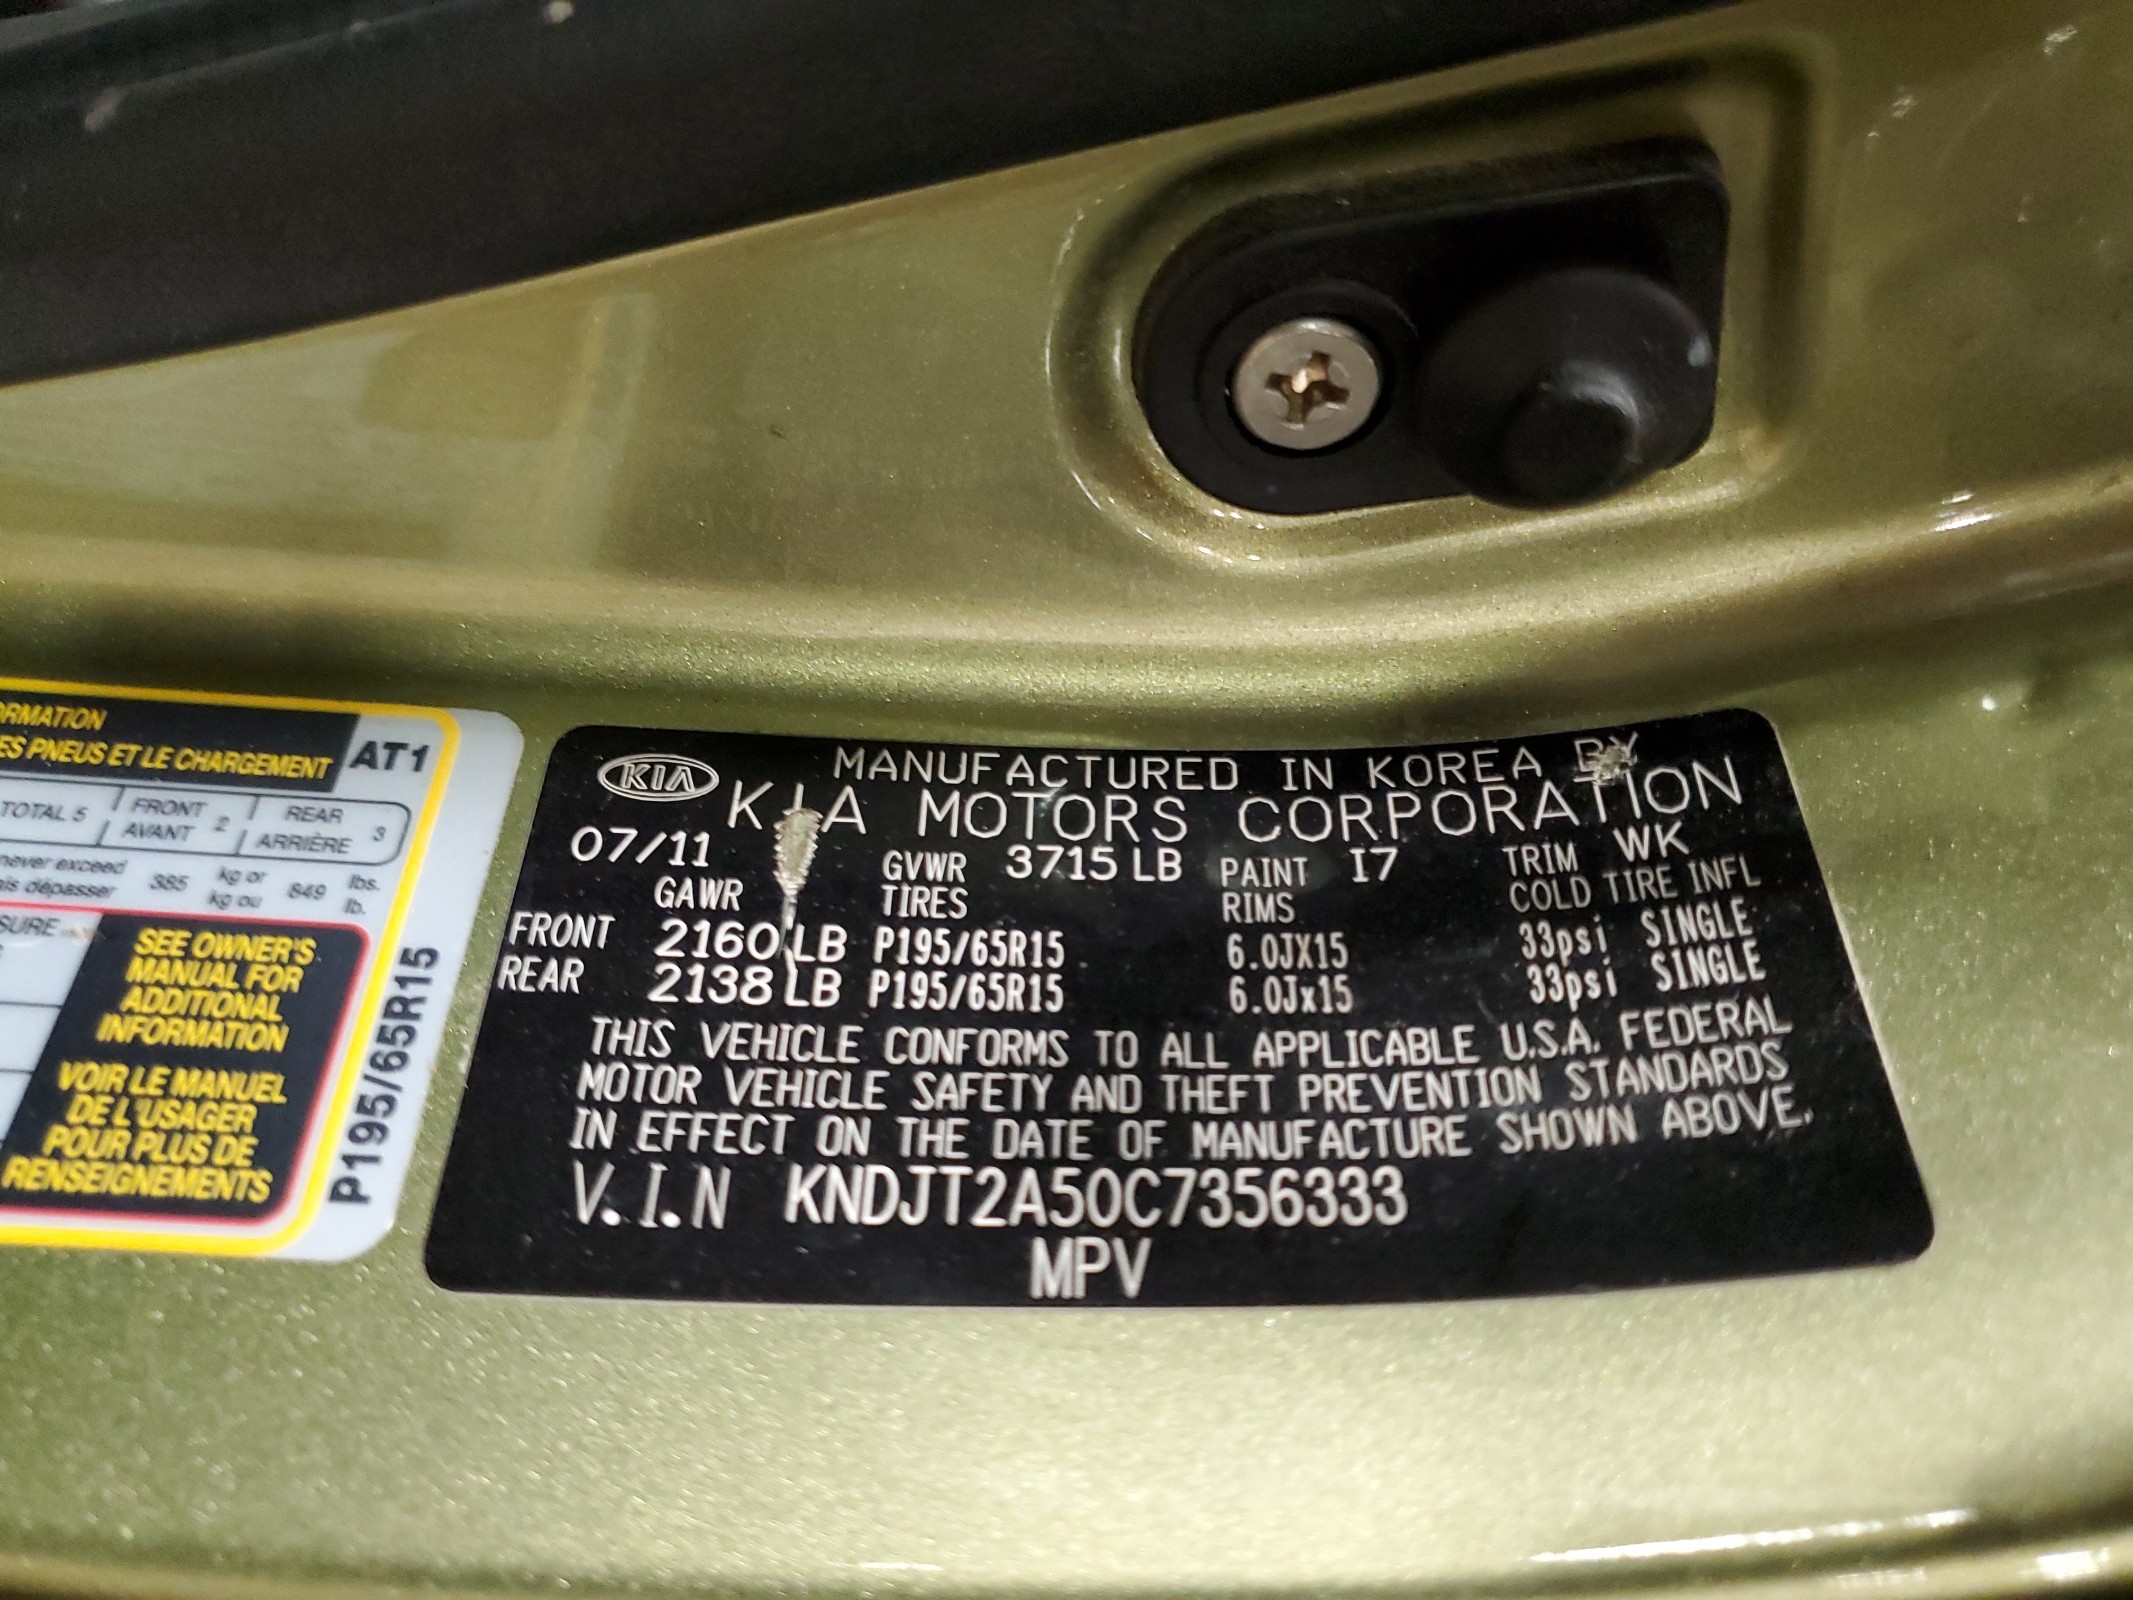 ORMATION
ES PNEUS ET LE CHARGEMENT
AT1
TOTAL 5
FRONT
AVANT
2
REAR
ARRIÈRE
3
never exceed
is dépasser
385
kg or
kg ou
849
lbs.
lb.
SURE
SEE OWNER'S
MANUAL FOR
ADDITIONAL
INFORMATION
VOIR LE MANUEL
DE L'USAGER
POUR PLUS DE
RENSEIGNEMENTS
P195/65R15
KIA
MANUFACTURED IN KOREA BY
KIA MOTORS CORPORATION
07/11 GVWR 3715 LB PAINT I7 TRIM WK
GAWR TIRES RIMS COLD TIRE INFL
FRONT 2160 LB P195/65R15 6.0JX15 33psi SINGLE
REAR 2138 LB P195/65R15 6.0Jx15 33psi SINGLE
THIS VEHICLE CONFORMS TO ALL APPLICABLE U.S.A. FEDERAL
MOTOR VEHICLE SAFETY AND THEFT PREVENTION STANDARDS
IN EFFECT ON THE DATE OF MANUFACTURE SHOWN ABOVE.
V.I.N KNDJT2A50C7356333
MPV